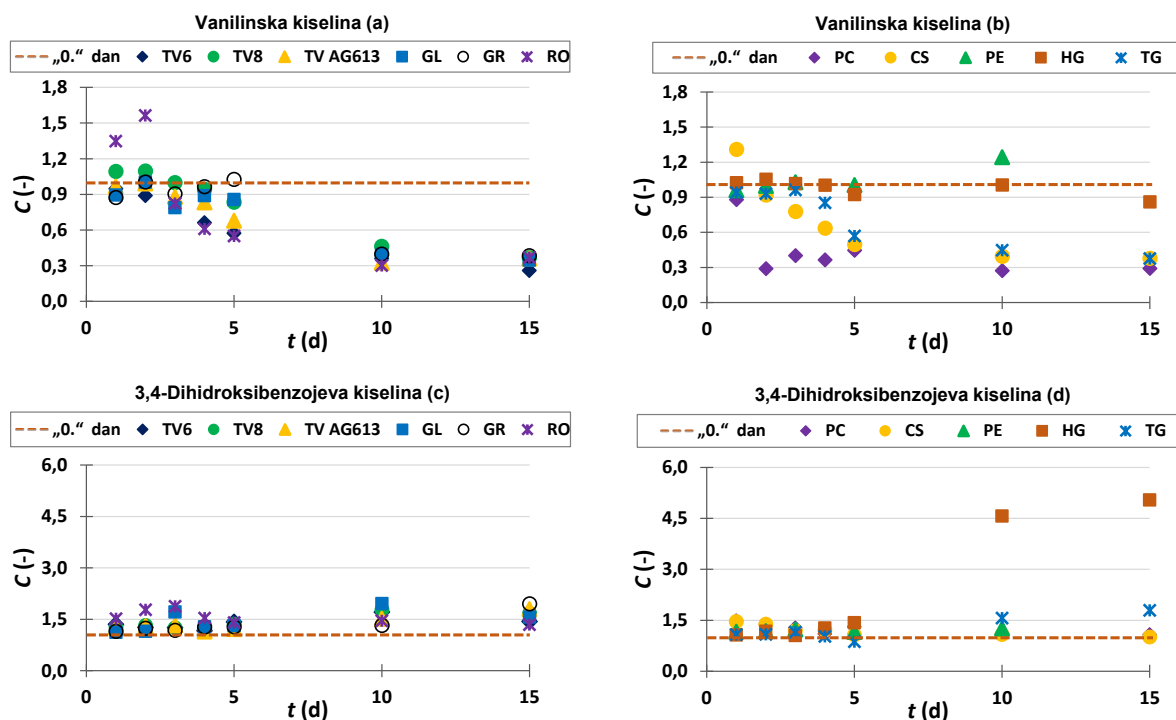 Vanilinska kiselina (a)
„0.“ dan TV6 TV8 TV AG613 GL GR RO
1,8
1,5
1,2
0,9
0,6
0,3
0,0
C (-)
0 5 10 15
t (d)
Vanilinska kiselina (b)
„0.“ dan PC CS PE HG TG
1,8
1,5
1,2
0,9
0,6
0,3
0,0
C (-)
0 5 10 15
t (d)
3,4-Dihidroksibenzojeva kiselina (c)
„0.“ dan TV6 TV8 TV AG613 GL GR RO
6,0
4,5
3,0
1,5
0,0
C (-)
0 5 10 15
t (d)
3,4-Dihidroksibenzojeva kiselina (d)
„0.“ dan PC CS PE HG TG
6,0
4,5
3,0
1,5
0,0
C (-)
0 5 10 15
t (d)